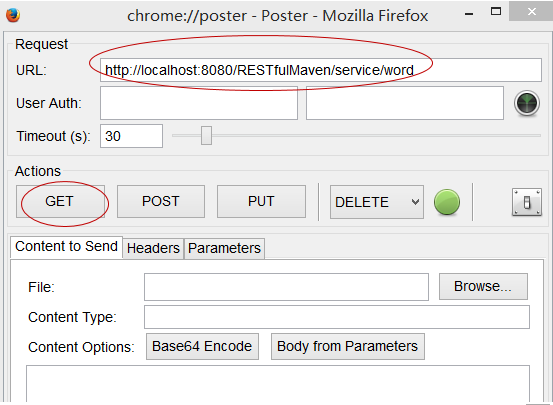 chrome://poster - Poster - Mozilla Firefox
Request
URL: http://localhost:8080/RESTfulMaven/service/word
User Auth:
Timeout (s): 30
Actions
GET POST PUT DELETE
Content to Send Headers Parameters
File: Browse...
Content Type:
Content Options: Base64 Encode Body from Parameters